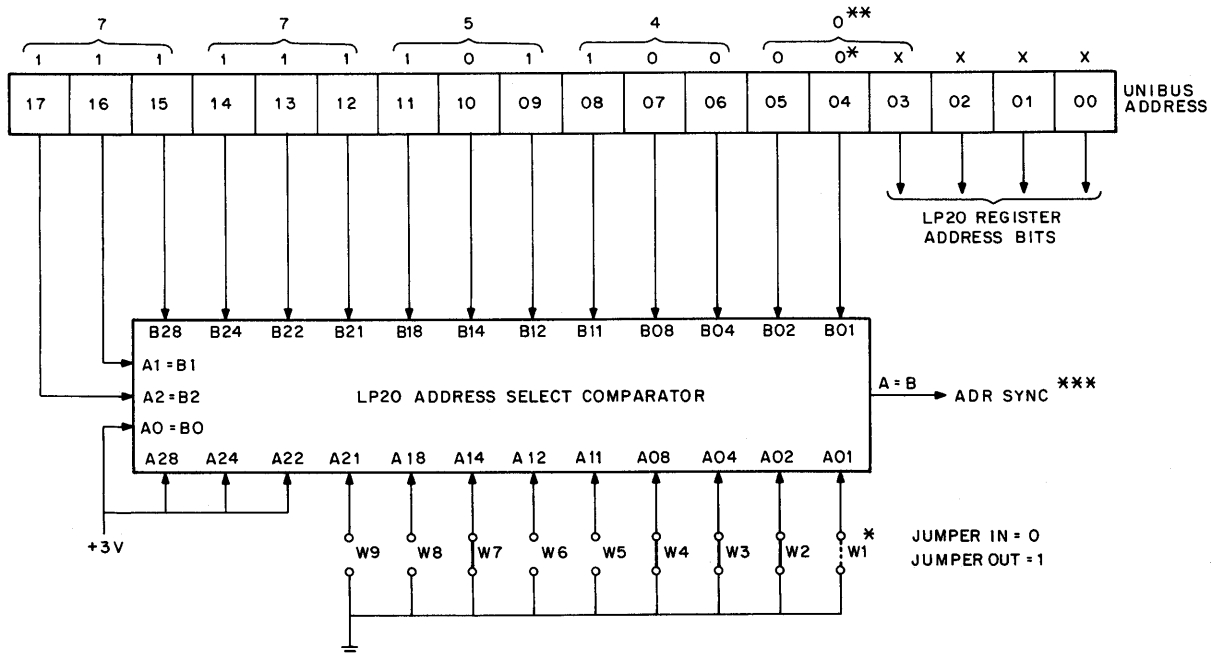 7 7 5 4 0**
1 1 1 1 1 1 1 0 1 1 0 0 0 0* X X X X
17 16 15 14 13 12 11 10 09 08 07 06 05 04 03 02 01 00
UNIBUS
ADDRESS
LP20 REGISTER
ADDRESS BITS
B28 B24 B22 B21 B18 B14 B12 B11 B08 B04 B02 B01
A1 = B1
A2 = B2
A0 = B0
LP20 ADDRESS SELECT COMPARATOR
A = B
ADR SYNC ***
A28 A24 A22 A21 A18 A14 A12 A11 A08 A04 A02 A01
+3V
W9 W8 W7 W6 W5 W4 W3 W2 W1 *
JUMPER IN = 0
JUMPER OUT = 1